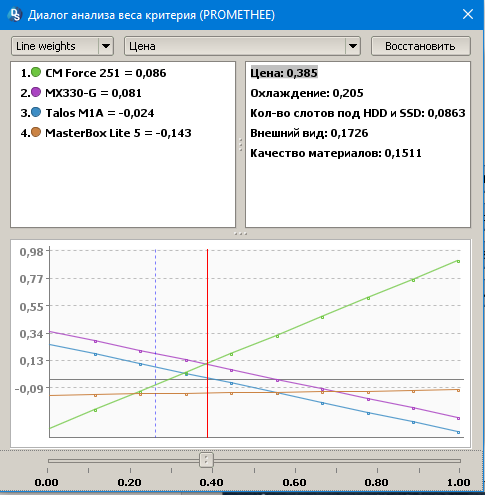 Диалог анализа веса критерия (PROMETHEE)
Line weights
Цена
Восстановить
1. CM Force 251 = 0,086
2. MX330-G = 0,081
3. Talos M1A = -0,024
4. MasterBox Lite 5 = -0,143
Цена: 0,385
Охлаждение: 0,205
Кол-во слотов под HDD и SSD: 0,0863
Внешний вид: 0,1726
Качество материалов: 0,1511
0,98
0,77
0,55
0,34
0,13
-0,09
0.00
0.20
0.40
0.60
0.80
1.00